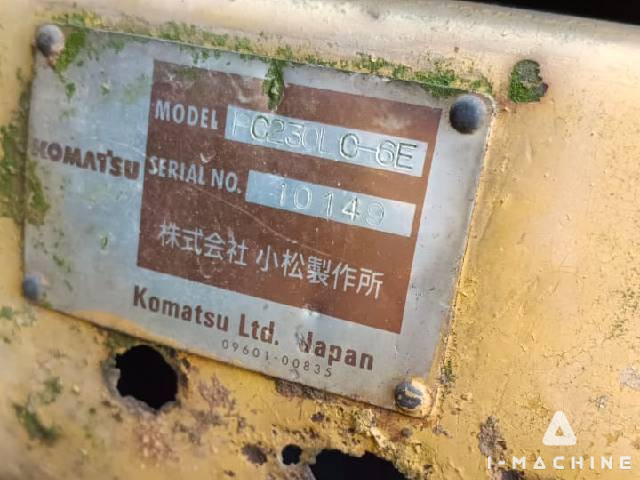 MODEL PC230LC-6E
KOMATSU
SERIAL NO. 10149
株式会社 小松製作所
Komatsu Ltd. Japan
09601-00835
I-MACHINE